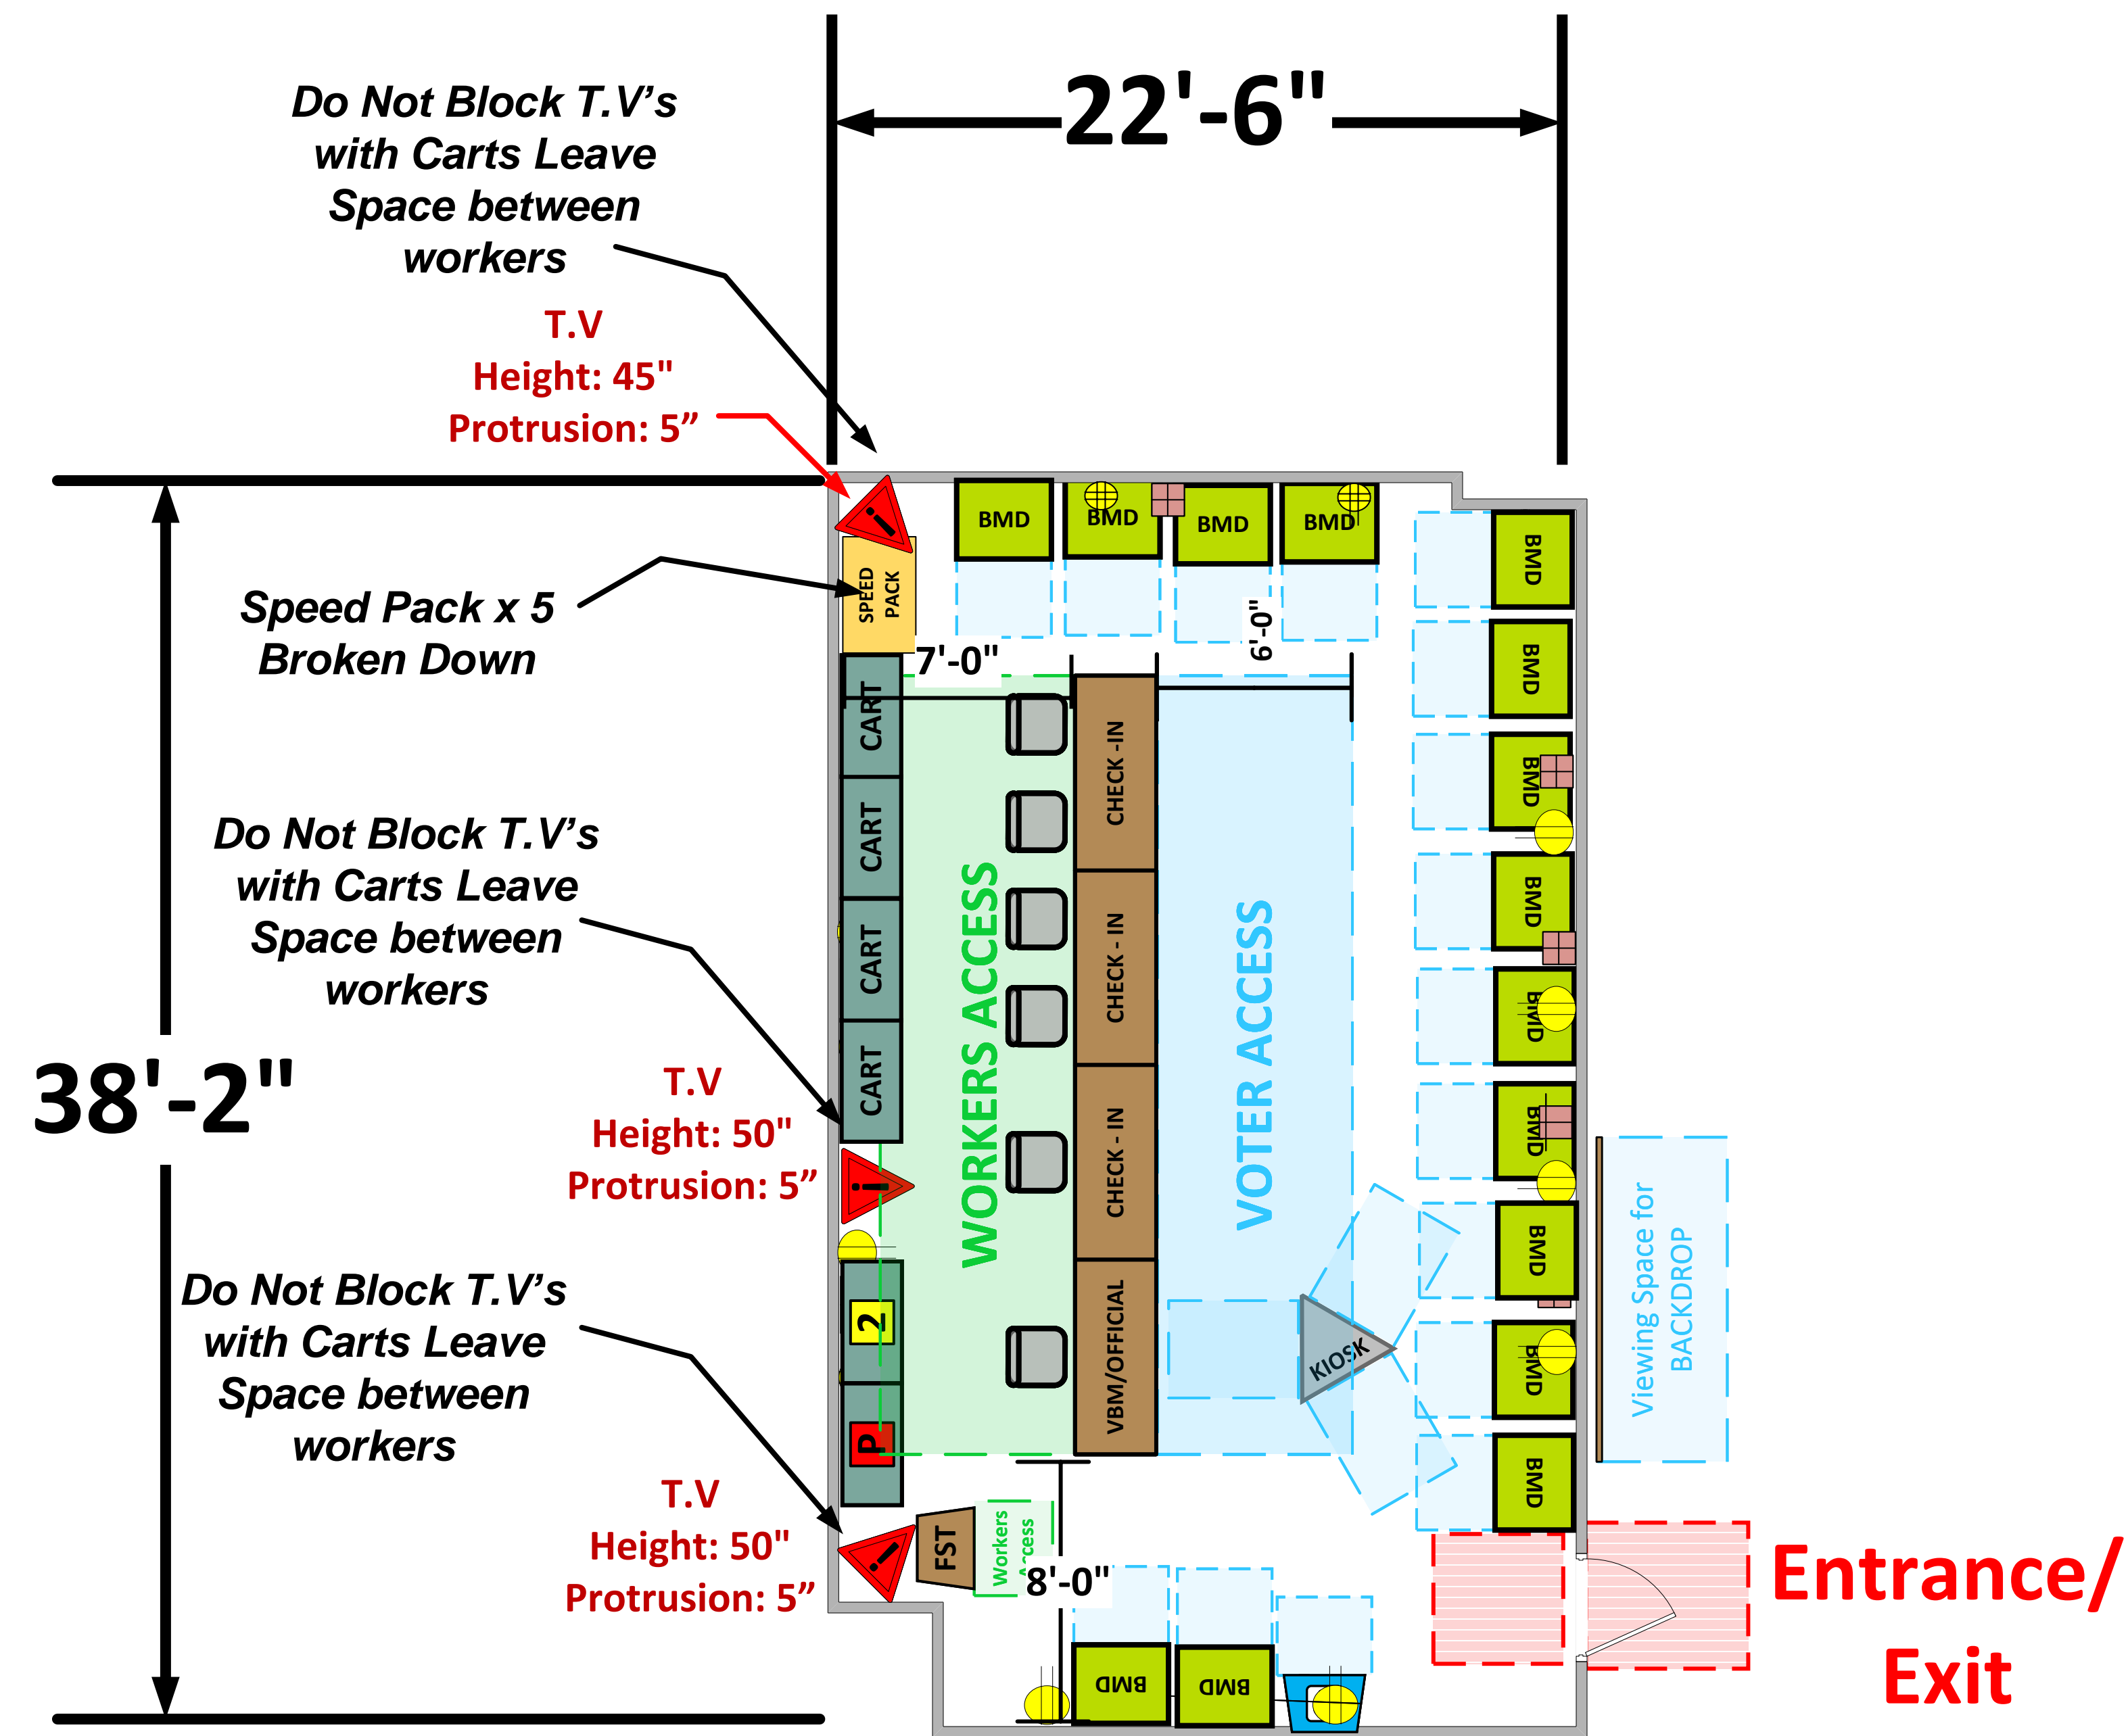 22'-6"
Do Not Block T.V's
with Carts Leave
Space between
workers
T.V
Height: 45"
Protrusion: 5”
BMD
BMD
BMD
BMD
BMD
Speed Pack x 5
Broken Down
SPEED
PACK
7'-0"
6'-0"
BMD
CART
CHECK -IN
BMD
Do Not Block T.V’s
with Carts Leave
Space between
workers
CART
WORKERS ACCESS
VOTER ACCESS
BMD
CART
CHECK - IN
BMD
38'-2"
T.V
Height: 50"
Protrusion: 5”
CART
CHECK - IN
BMD
BMD
Viewing Space for
BACKDROP
Do Not Block T.V’s
with Carts Leave
Space between
workers
2
VBM/OFFICIAL
KIOSK
BMD
P
BMD
T.V
Height: 50"
Protrusion: 5”
FST
Workers
Access
8'-0"
Entrance/
Exit
BMD
BMD